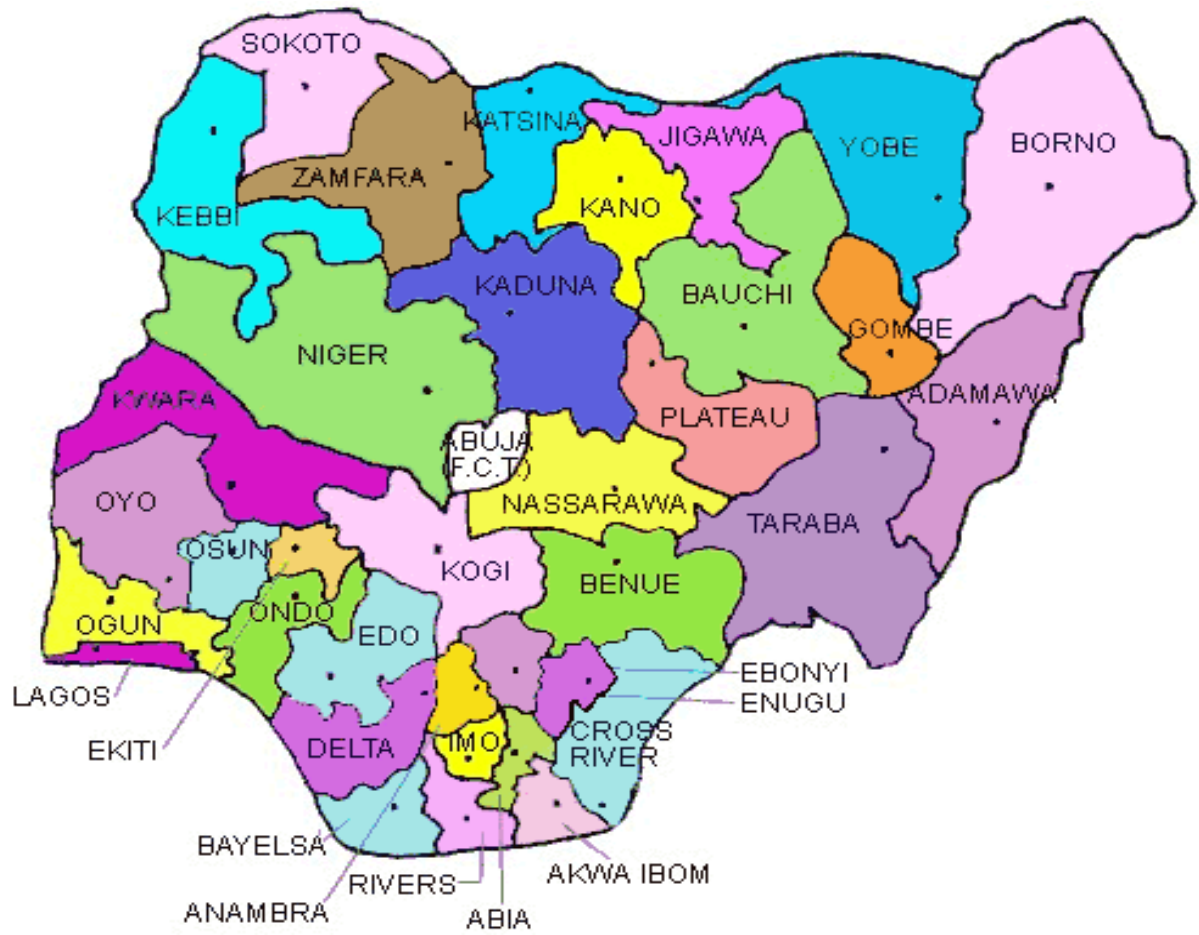 SOKOTO
KATSINA
JIGAWA
YOBE
BORNO
ZAMFARA
KANO
KEBBI
KADUNA
BAUCHI
GOMBE
NIGER
ADAMAWA
KWARA
PLATEAU
ABUJA
(F.C.T.)
NASSARAWA
OYO
TARABA
OSUN
KOGI
BENUE
ONDO
OGUN
EDO
EBONYI
LAGOS
ENUGU
CROSS
RIVER
EKITI
DELTA
IMO
BAYELSA
RIVERS
AKWA IBOM
ANAMBRA
ABIA